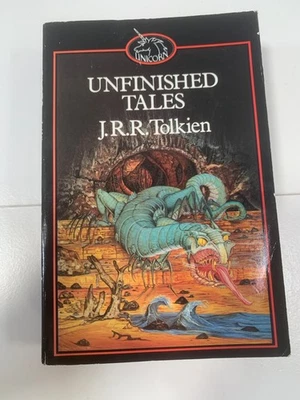 UNICORN
UNFINISHED
TALES
J.R.R. Tolkien